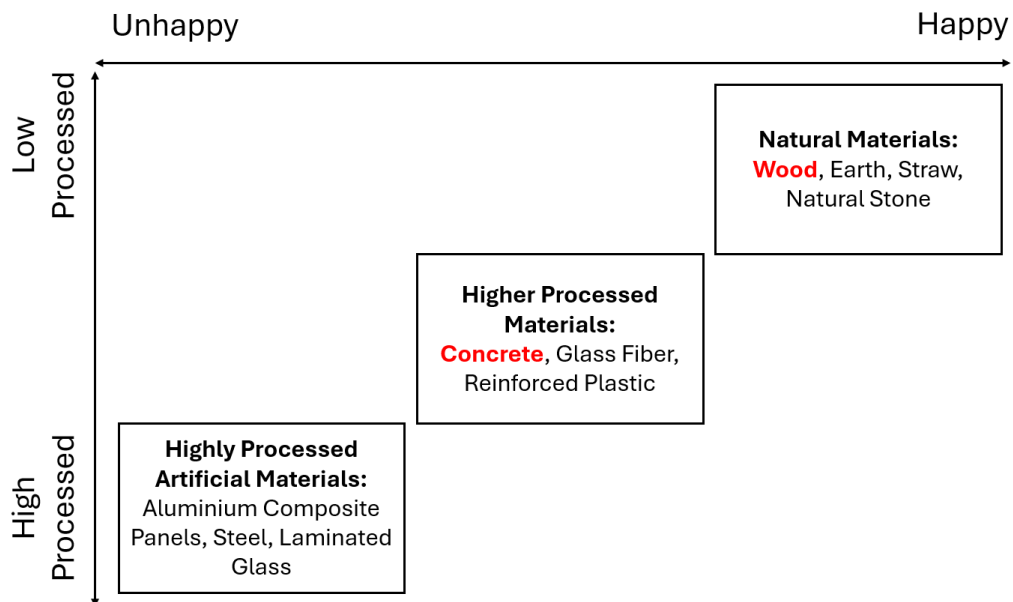 Unhappy
Happy
Low
Processed
Natural Materials:
Wood, Earth, Straw,
Natural Stone
Higher Processed
Materials:
Concrete, Glass Fiber,
Reinforced Plastic
High
Processed
Highly Processed
Artificial Materials:
Aluminium Composite
Panels, Steel, Laminated
Glass